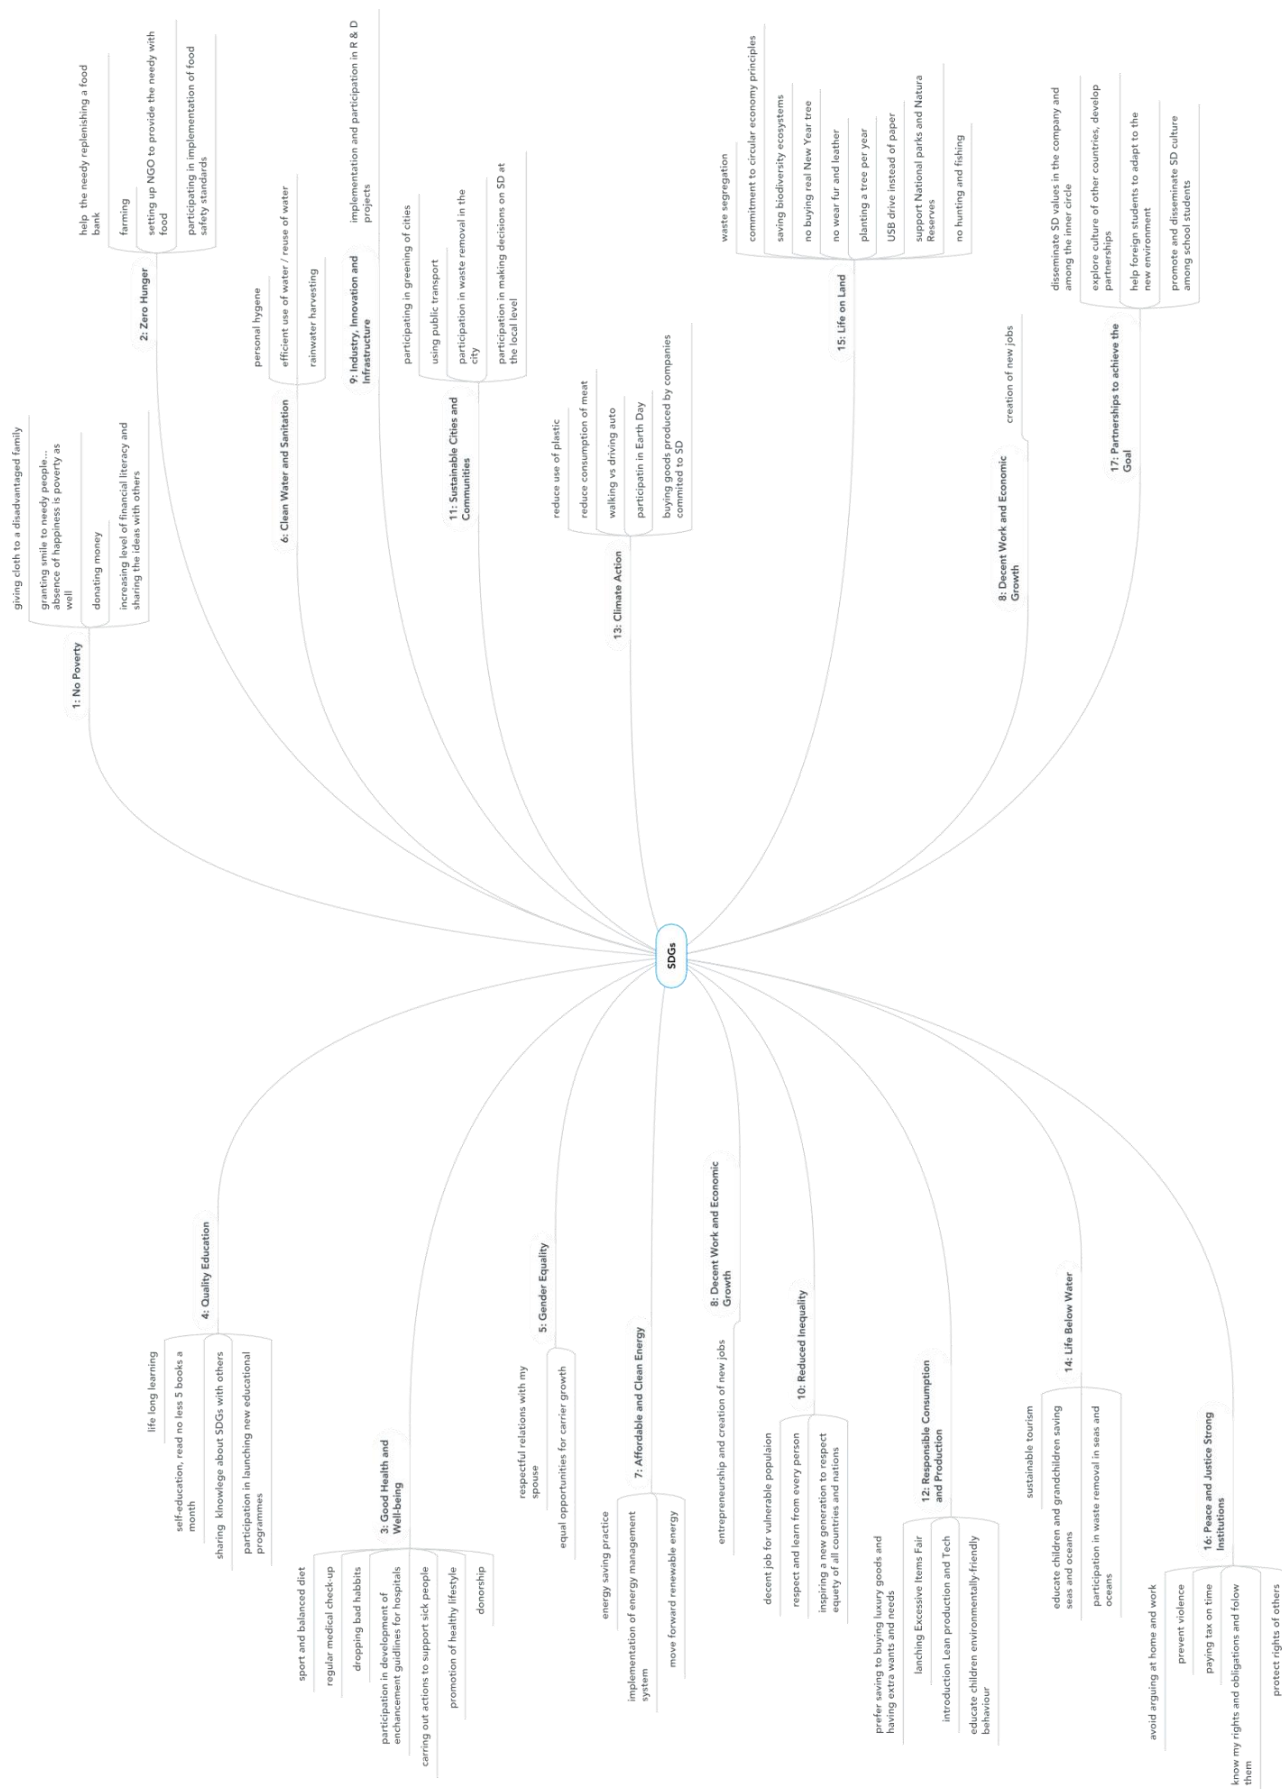 SDGs
1: No Poverty
giving cloth to a disadvantaged family
granting smile to needy people...
absence of happiness is poverty as
well
donating money
increasing level of financial literacy and
sharing the ideas with others
2: Zero Hunger
help the needy replenishing a food
bank
farming
setting up NGO to provide the needy with
food
participating in implementation of food
safety standards
6: Clean Water and Sanitation
personal hygene
efficient use of water / reuse of water
rainwater harvesting
9: Industry, Innovation and
Infrastructure
implementation and participation in R & D
projects
11: Sustainable Cities and
Communities
participating in greening of cities
using public transport
participation in waste removal in the
city
participation in making decisions on SD at
the local level
13: Climate Action
reduce use of plastic
reduce consumption of meat
walking vs driving auto
participatin in Earth Day
buying goods produced by companies
commited to SD
15: Life on Land
waste segregation
commitment to circular economy principles
saving biodiversity ecosystems
no buying real New Year tree
no wear fur and leather
planting a tree per year
USB drive instead of paper
support National parks and Natura
Reserves
no hunting and fishing
8: Decent Work and Economic
Growth
creation of new jobs
17: Partnerships to achieve the
Goal
disseminate SD values in the company and
among the inner circle
explore culture of other countries, develop
partnerships
help foreign students to adapt to the
new environment
promote and disseminate SD culture
among school students
4: Quality Education
life long learning
self-education, read no less 5 books a
month
sharing klnowlege about SDGs with others
participation in launching new educational
programmes
3: Good Health and
Well-being
sport and balanced diet
regular medical check-up
dropping bad habbits
participation in development of
enchancement guidlines for hospitals
carring out actions to support sick people
promotion of healthy lifestyle
donorship
5: Gender Equality
respectful relations with my
spouse
equal opportunities for carrier growth
7: Affordable and Clean Energy
energy saving practice
implementation of energy management
system
move forward renewable energy
8: Decent Work and Economic
Growth
entrepreneurship and creation of new jobs
10: Reduced Inequality
decent job for vulnerable populaion
respect and learn from every person
inspiring a new generation to respect
equety of all countries and nations
12: Responsible Consumption
and Production
prefer saving to buying luxury goods and
having extra wants and needs
lanching Excessive Items Fair
introduction Lean production and Tech
educate children environmentally-friendly
behaviour
14: Life Below Water
sustainable tourism
educate children and grandchildren saving
seas and oceans
participation in waste removal in seas and
oceans
16: Peace and Justice Strong
Institutions
avoid arguing at home and work
prevent violence
paying tax on time
know my rights and obligations and folow
them
protect rights of others